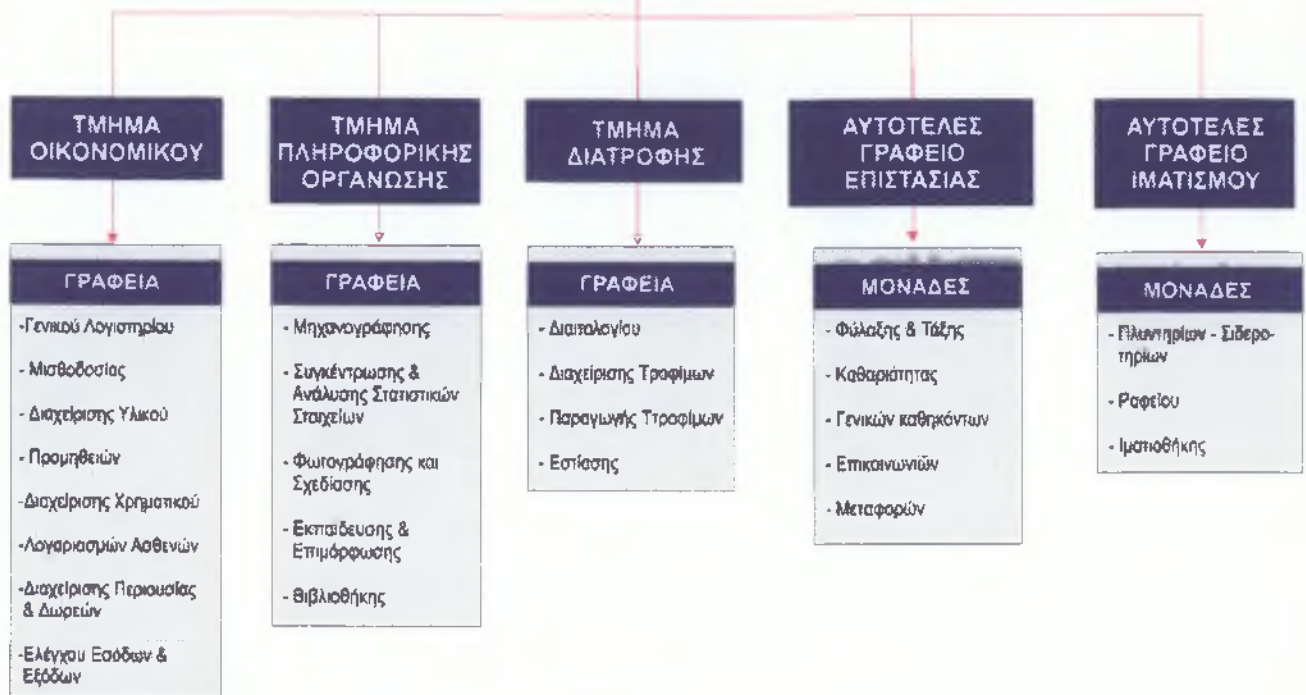 ΤΜΗΜΑ
ΟΙΚΟΝΟΜΙΚΟΥ
ΓΡΑΦΕΙΑ
-Γενικού Λογιστηρίου
- Μισθοδοσίας
- Διαχείρισης Υλικού
- Προμηθειών
-Διαχείρισης Χρηματικού
-Λογαριασμών Ασθενών
-Διαχείρισης Περιουσίας
& Δωρεών
-Ελέγχου Εσόδων &
Εξόδων
ΤΜΗΜΑ
ΠΛΗΡΟΦΟΡΙΚΗΣ
ΟΡΓΑΝΩΣΗΣ
ΓΡΑΦΕΙΑ
- Μηχανογράφησης
- Συγκέντρωσης &
Ανάλυσης Στατιστικών
Στοιχείων
- Φωτογράφησης και
Σχεδίασης
- Εκπαίδευσης &
Επιμόρφωσης
- Βιβλιοθήκης
ΤΜΗΜΑ
ΔΙΑΤΡΟΦΗΣ
ΓΡΑΦΕΙΑ
- Διαιτολογίου
- Διαχείρισης Τροφίμων
- Παραγωγής Ττροφίμων
- Εστίασης
ΑΥΤΟΤΕΛΕΣ
ΓΡΑΦΕΙΟ
ΕΠΙΣΤΑΣΙΑΣ
ΜΟΝΑΔΕΣ
- Φύλαξης & Τάξης
- Καθαριότητας
- Γενικών καθηκόντων
- Επικοινωνιών
- Μεταφορών
ΑΥΤΟΤΕΛΕΣ
ΓΡΑΦΕΙΟ
ΙΜΑΤΙΣΜΟΥ
ΜΟΝΑΔΕΣ
- Πλυντηρίων - Σιδερο-
τηρίων
- Ραφείου
- Ιματιοθήκης